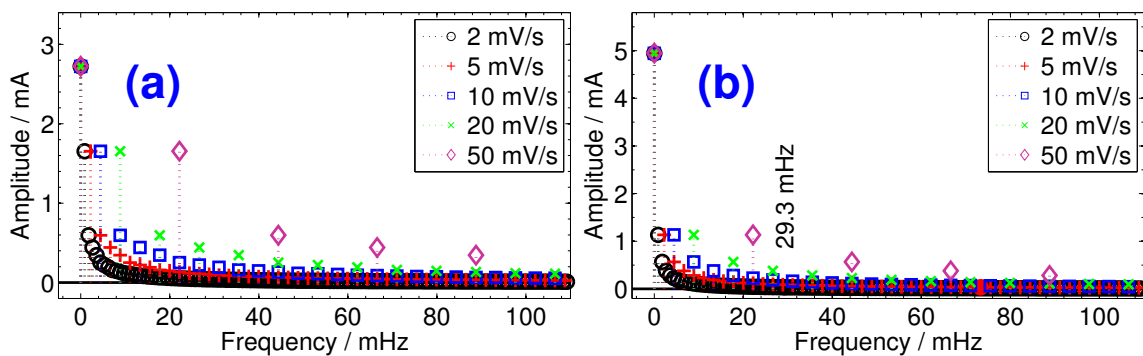 (a)
2 mV/s
5 mV/s
10 mV/s
20 mV/s
50 mV/s
3
2
1
0
Amplitude / mA
0 20 40 60 80 100
Frequency / mHz
(b)
2 mV/s
5 mV/s
10 mV/s
20 mV/s
50 mV/s
29.3 mHz
5
4
3
2
1
0
Amplitude / mA
0 20 40 60 80 100
Frequency / mHz